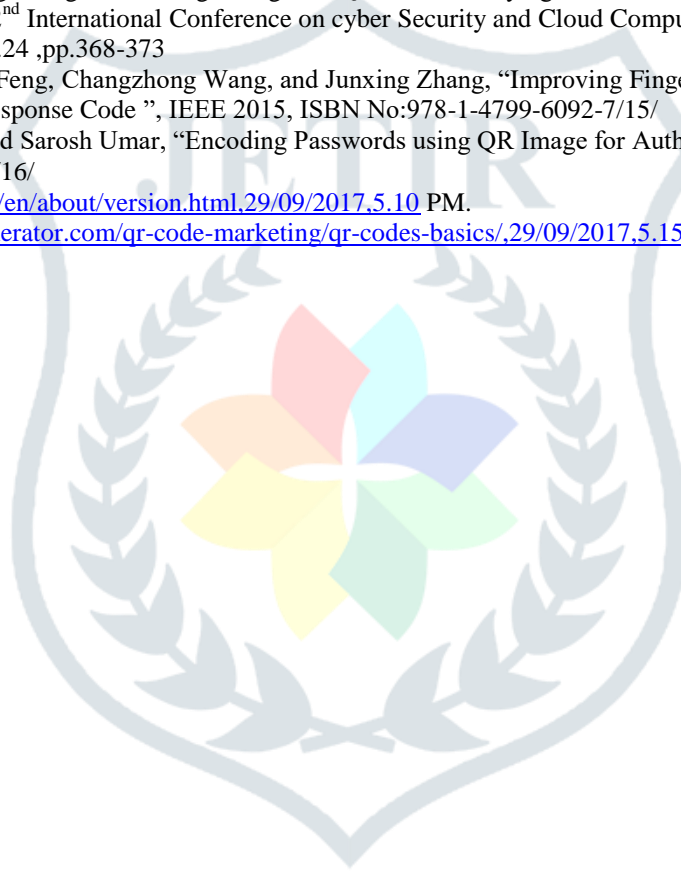 nd International Conference on cyber Security and Cloud Compu
24 ,pp.368-373
Feng, Changzhong Wang, and Junxing Zhang, “Improving Finge
sponse Code ”, IEEE 2015, ISBN No:978-1-4799-6092-7/15/
d Sarosh Umar, “Encoding Passwords using QR Image for Auth
/16/
/en/about/version.html,29/09/2017,5.10 PM.
erator.com/qr-code-marketing/qr-codes-basics/,29/09/2017,5.15
JETIR